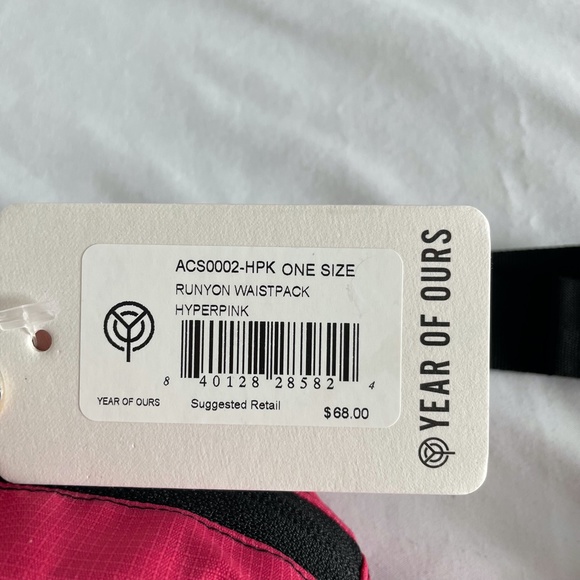 ACS0002-HPK ONE SIZE
RUNYON WAISTPACK
HYPERPINK
8 40128 28582 4
YEAR OF OURS Suggested Retail $68.00
YEAR OF OURS